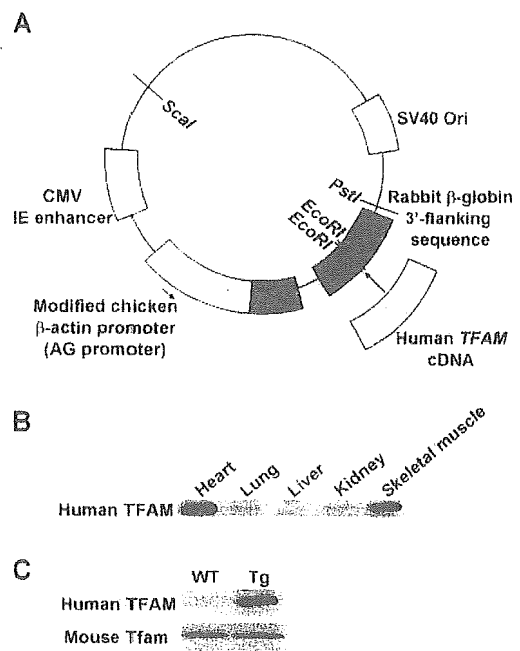 A
ScaI
SV40 Ori
CMV
IE enhancer
PstI
EcoRI
EcoRI
Rabbit β-globin
3'-flanking
sequence
Modified chicken
β-actin promoter
(AG promoter)
Human TFAM
cDNA
B
Heart
Lung
Liver
Kidney
Skeletal muscle
Human TFAM
C
WT Tg
Human TFAM
Mouse Tfam